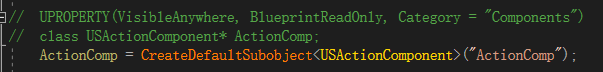 //  UPROPERTY(VisibleAnywhere, BlueprintReadOnly, Category = "Components")
//  class USActionComponent* ActionComp;
ActionComp = CreateDefaultSubobject<USActionComponent>("ActionComp");